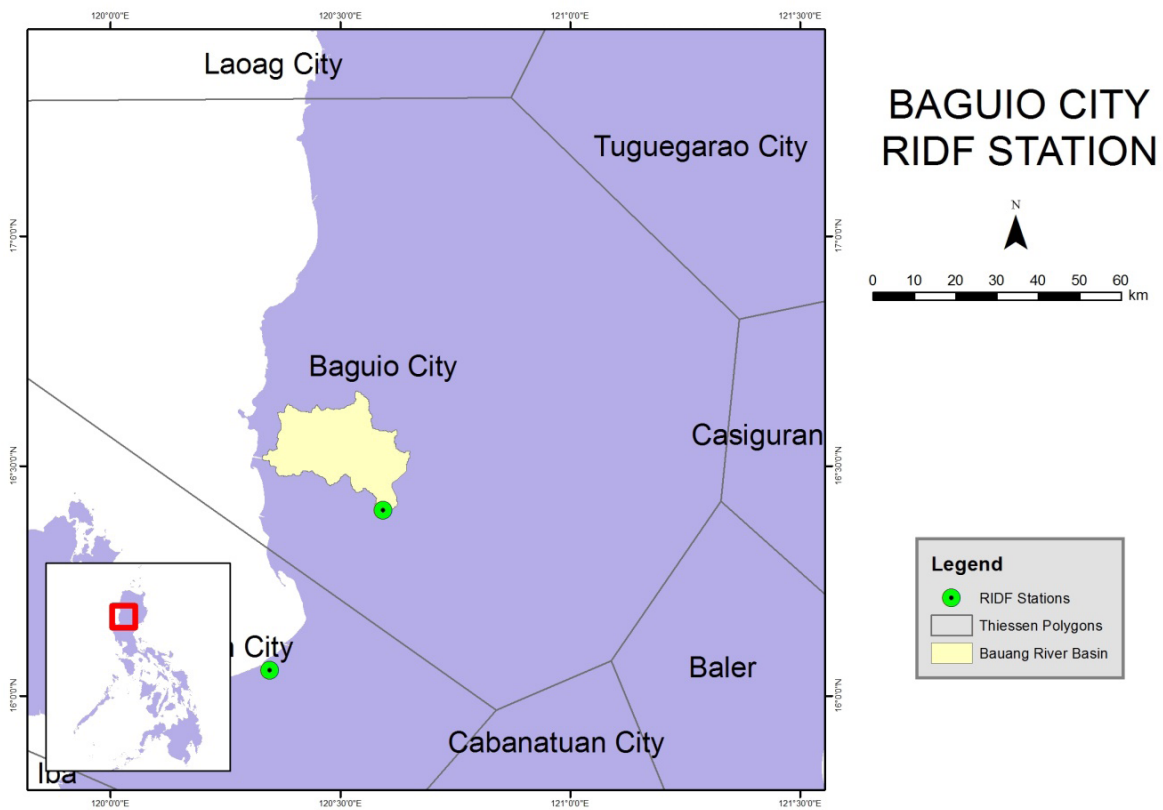 120°0'0"E
120°30'0"E
121°0'0"E
121°30'0"E
Laoag City
Tuguegarao City
Baguio City
Casiguran
n City
Baler
Cabanatuan City
Iba
17°0'0"N
16°30'0"N
16°0'0"N
17°0'0"N
16°30'0"N
16°0'0"N
120°0'0"E
120°30'0"E
121°0'0"E
121°30'0"E
BAGUIO CITY
RIDF STATION
N
0 10 20 30 40 50 60
km
Legend
RIDF Stations
Thiessen Polygons
Bauang River Basin